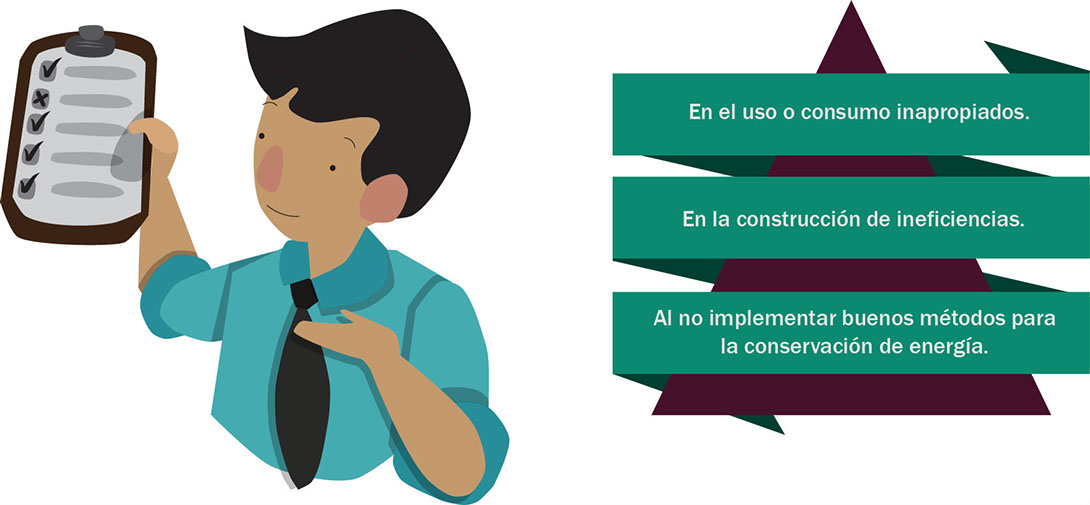 En el uso o consumo inapropiados.
En la construcción de ineficiencias.
Al no implementar buenos métodos para
la conservación de energía.